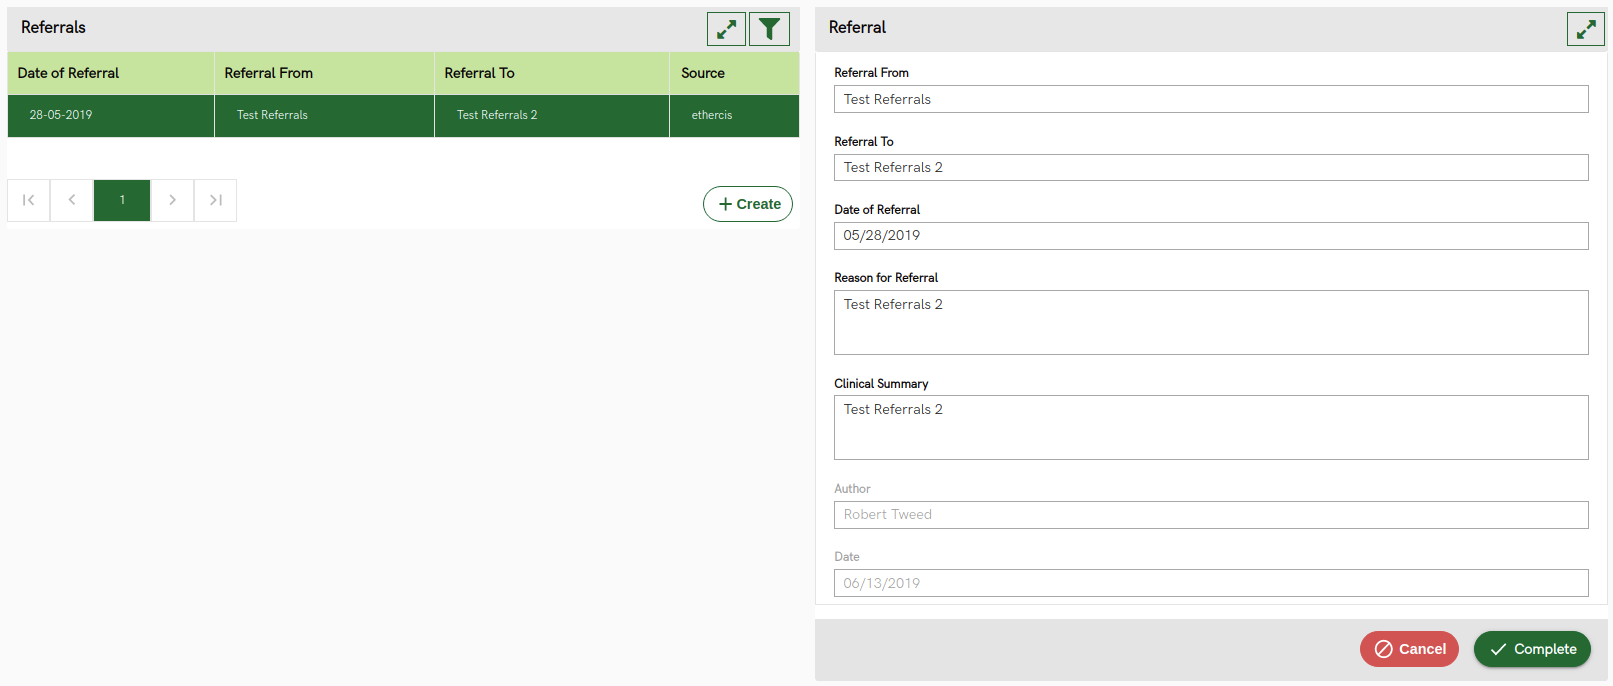 Referrals
Date of Referral Referral From Referral To Source
28-05-2019 Test Referrals Test Referrals 2 ethercis
1
Create
Referral
Referral From
Test Referrals
Referral To
Test Referrals 2
Date of Referral
05/28/2019
Reason for Referral
Test Referrals 2
Clinical Summary
Test Referrals 2
Author
Robert Tweed
Date
06/13/2019
Cancel Complete